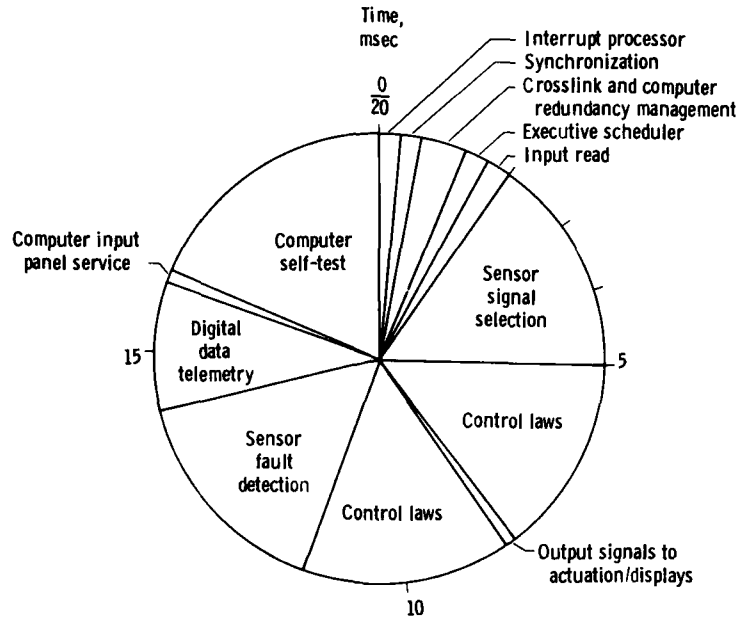 Time,
msec
0
20
Interrupt processor
Synchronization
Crosslink and computer
redundancy management
Executive scheduler
Input read
Computer input
panel service
Computer
self-test
Sensor
signal
selection
Digital
data
telemetry
15
5
Control laws
Sensor
fault
detection
Control laws
Output signals to
actuation/displays
10